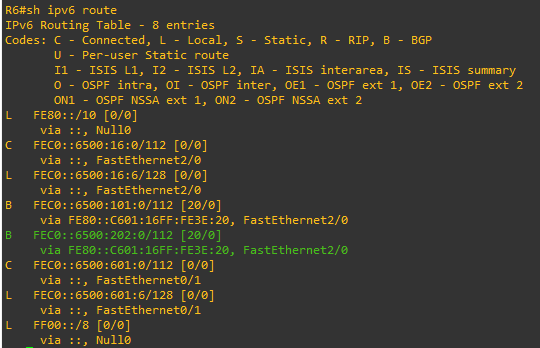 R6#sh ipv6 route
IPv6 Routing Table - 8 entries
Codes: C - Connected, L - Local, S - Static, R - RIP, B - BGP
       U - Per-user Static route
       I1 - ISIS L1, I2 - ISIS L2, IA - ISIS interarea, IS - ISIS summary
       O - OSPF intra, OI - OSPF inter, OE1 - OSPF ext 1, OE2 - OSPF ext 2
       ON1 - OSPF NSSA ext 1, ON2 - OSPF NSSA ext 2
L   FE80::/10 [0/0]
     via ::, Null0
C   FEC0::6500:16:0/112 [0/0]
     via ::, FastEthernet2/0
L   FEC0::6500:16:6/128 [0/0]
     via ::, FastEthernet2/0
B   FEC0::6500:101:0/112 [20/0]
     via FE80::C601:16FF:FE3E:20, FastEthernet2/0
B   FEC0::6500:202:0/112 [20/0]
     via FE80::C601:16FF:FE3E:20, FastEthernet2/0
C   FEC0::6500:601:0/112 [0/0]
     via ::, FastEthernet0/1
L   FEC0::6500:601:6/128 [0/0]
     via ::, FastEthernet0/1
L   FF00::/8 [0/0]
     via ::, Null0